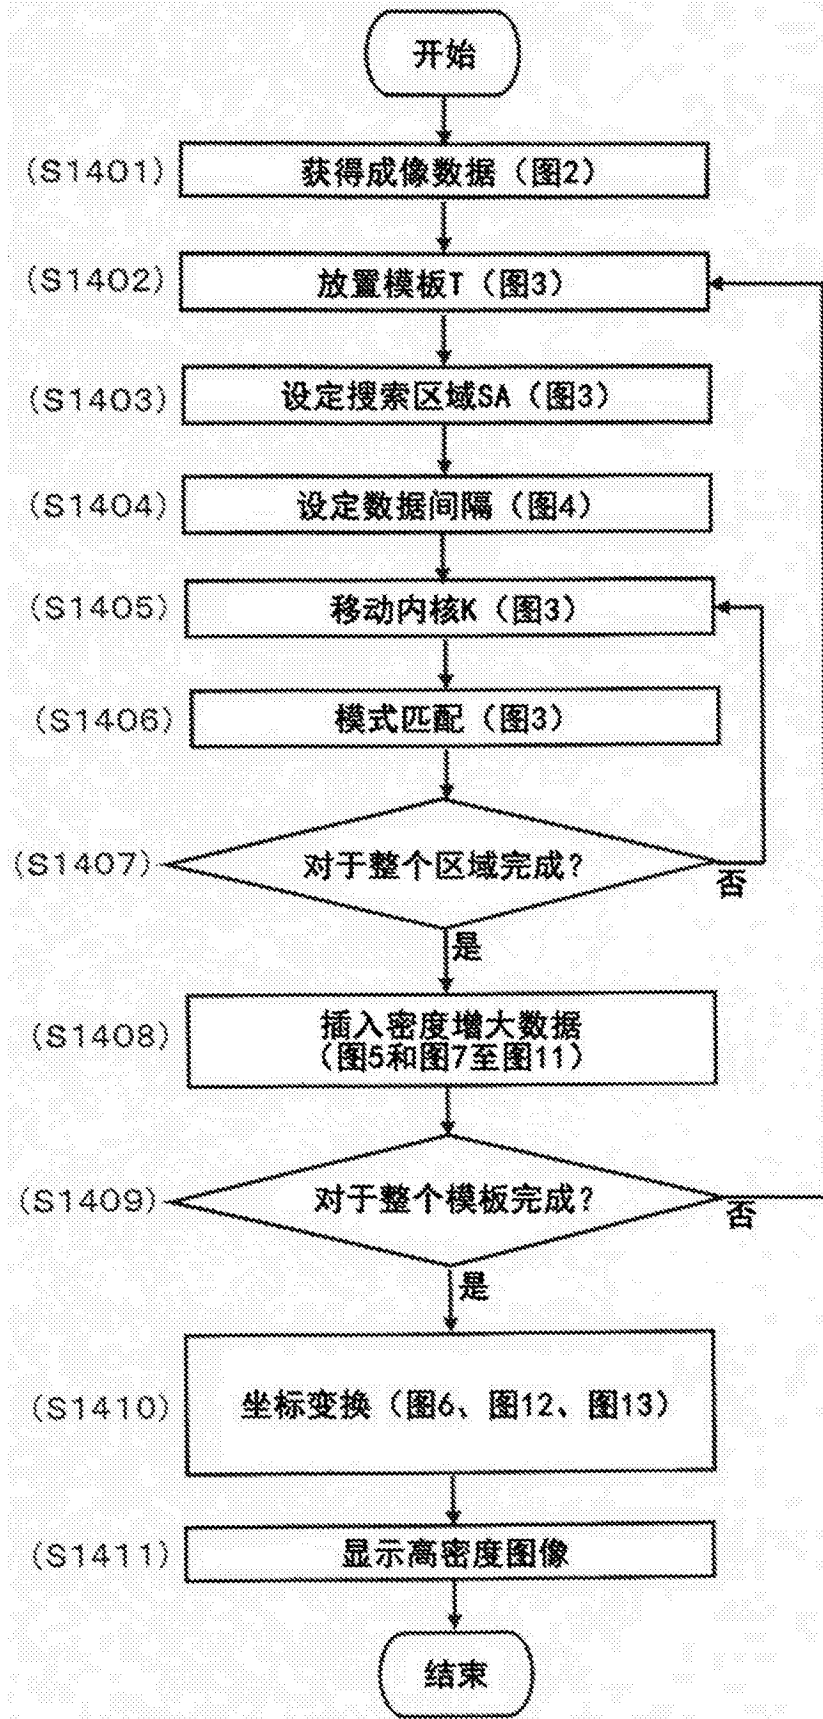 开始
(S1401) 获得成像数据（图2）
(S1402) 放置模板T（图3）
(S1403) 设定搜索区域SA（图3）
(S1404) 设定数据间隔（图4）
(S1405) 移动内核K（图3）
(S1406) 模式匹配（图3）
(S1407) 对于整个区域完成?
否
是
(S1408) 插入密度增大数据
（图5和图7至图11）
(S1409) 对于整个模板完成?
否
是
(S1410) 坐标变换（图6、图12、图13）
(S1411) 显示高密度图像
结束